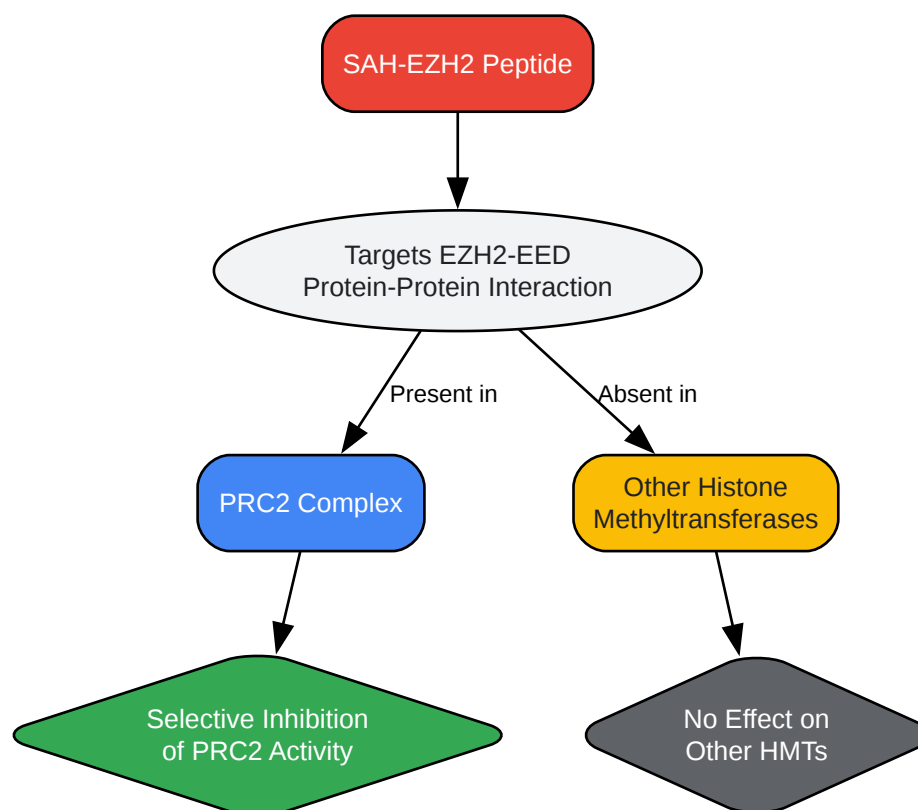 SAH-EZH2 Peptide
Targets EZH2-EED
Protein-Protein Interaction
Present in
Absent in
PRC2 Complex
Other Histone
Methyltransferases
Selective Inhibition
of PRC2 Activity
No Effect on
Other HMTs